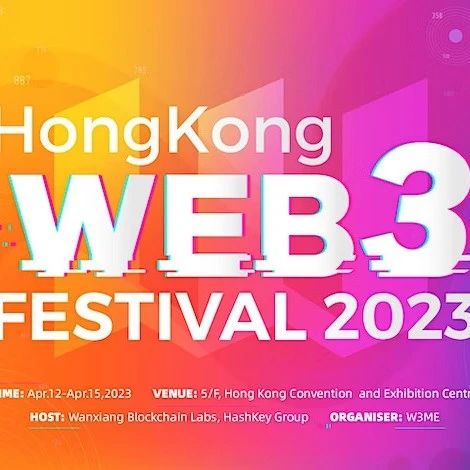 HongKong
WEB3
FESTIVAL 2023
IME: Apr.12-Apr.15,2023 VENUE: 5/F, Hong Kong Convention and Exhibition Centr
HOST: Wanxiang Blockchain Labs, HashKey Group ORGANISER: W3ME